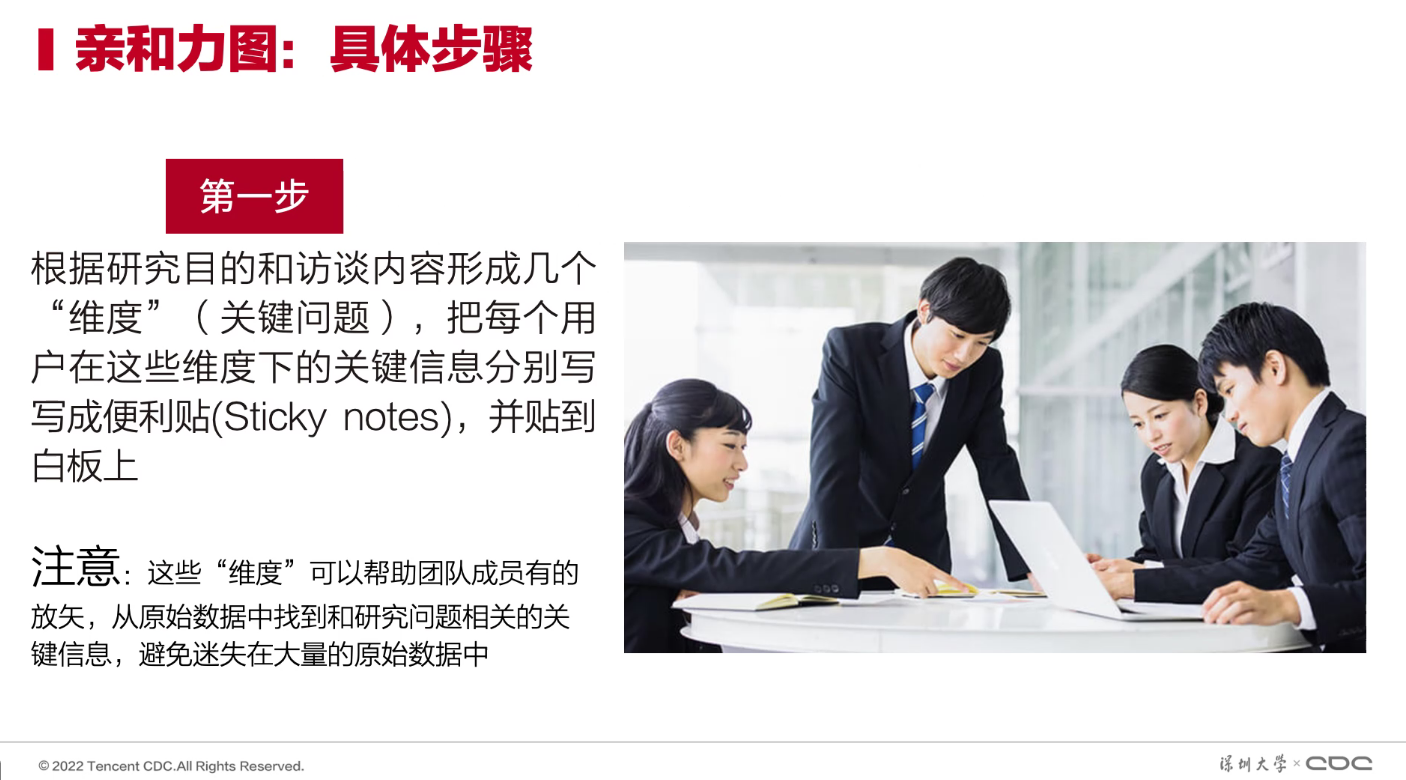 亲和力图：具体步骤
第一步
根据研究目的和访谈内容形成几个
“维度”（关键问题），把每个用
户在这些维度下的关键信息分别写
写成便利贴(Sticky notes)，并贴到
白板上
注意：这些“维度”可以帮助团队成员有的
放矢，从原始数据中找到和研究问题相关的关
键信息，避免迷失在大量的原始数据中
© 2022 Tencent CDC.All Rights Reserved.
深圳大学 × CDC